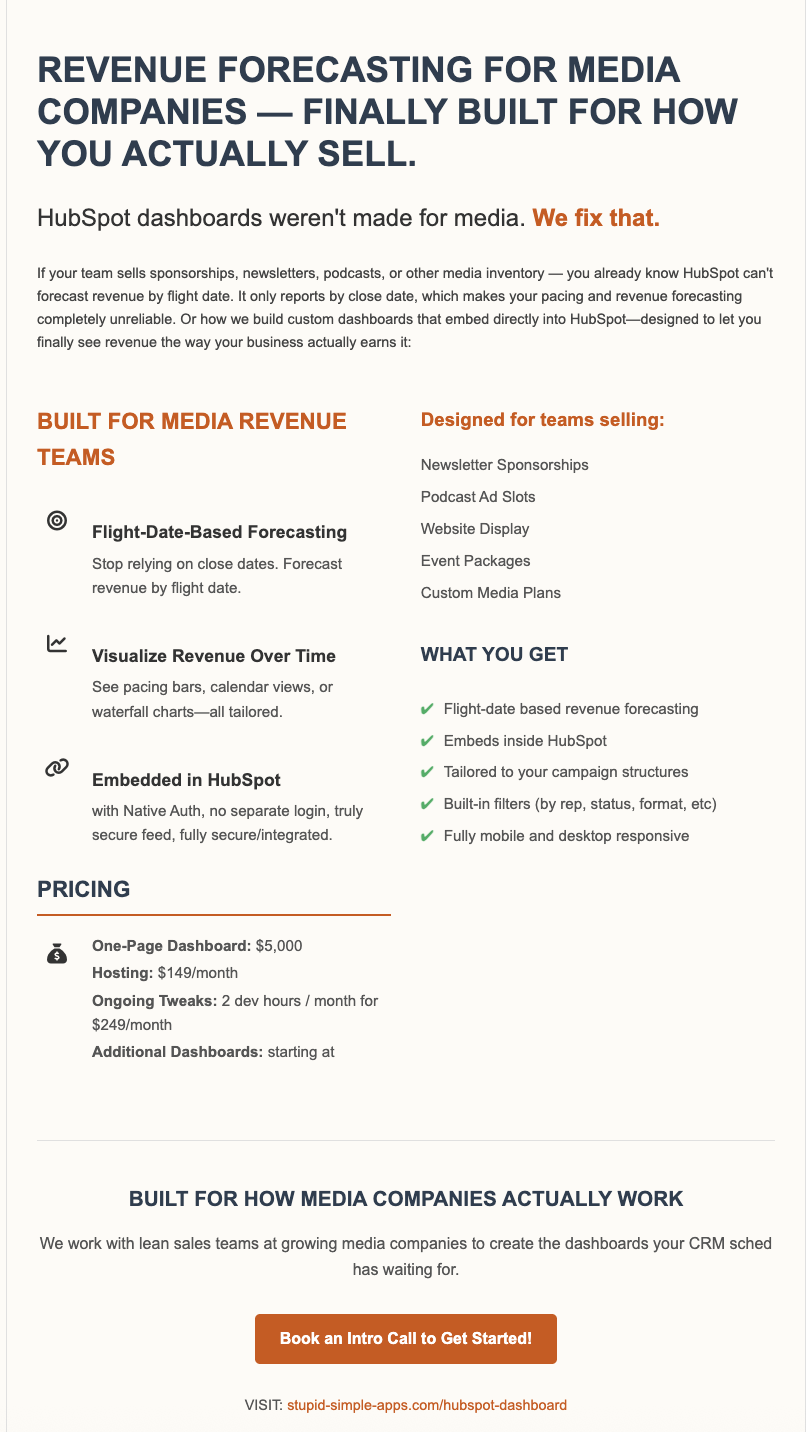 REVENUE FORECASTING FOR MEDIA
COMPANIES — FINALLY BUILT FOR HOW
YOU ACTUALLY SELL.
HubSpot dashboards weren't made for media. We fix that.
If your team sells sponsorships, newsletters, podcasts, or other media inventory — you already know HubSpot can't
forecast revenue by flight date. It only reports by close date, which makes your pacing and revenue forecasting
completely unreliable. Or how we build custom dashboards that embed directly into HubSpot—designed to let you
finally see revenue the way your business actually earns it:
BUILT FOR MEDIA REVENUE
TEAMS
Flight-Date-Based Forecasting
Stop relying on close dates. Forecast
revenue by flight date.
Visualize Revenue Over Time
See pacing bars, calendar views, or
waterfall charts—all tailored.
Embedded in HubSpot
with Native Auth, no separate login, truly
secure feed, fully secure/integrated.
PRICING
One-Page Dashboard: $5,000
Hosting: $149/month
Ongoing Tweaks: 2 dev hours / month for
$249/month
Additional Dashboards: starting at
Designed for teams selling:
Newsletter Sponsorships
Podcast Ad Slots
Website Display
Event Packages
Custom Media Plans
WHAT YOU GET
✔ Flight-date based revenue forecasting
✔ Embeds inside HubSpot
✔ Tailored to your campaign structures
✔ Built-in filters (by rep, status, format, etc)
✔ Fully mobile and desktop responsive
BUILT FOR HOW MEDIA COMPANIES ACTUALLY WORK
We work with lean sales teams at growing media companies to create the dashboards your CRM sched
has waiting for.
Book an Intro Call to Get Started!
VISIT: stupid-simple-apps.com/hubspot-dashboard